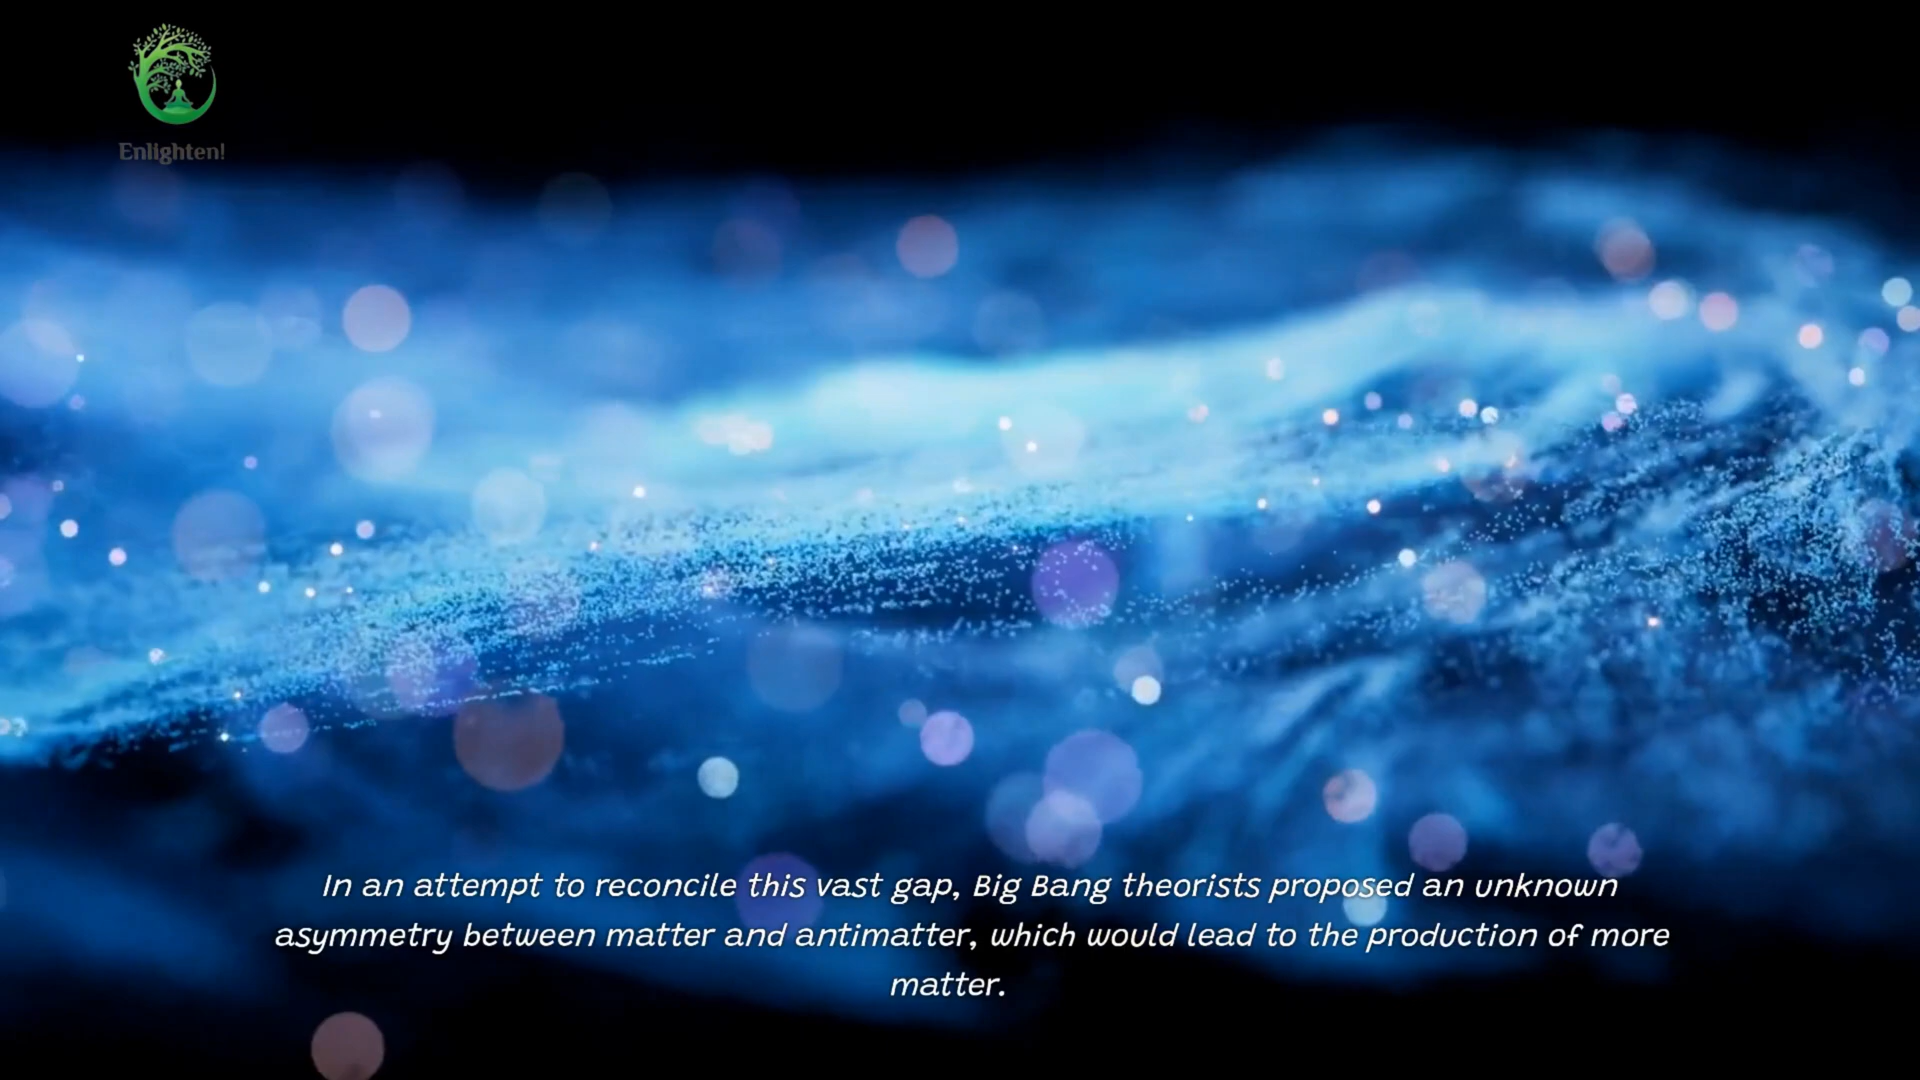 Enlighten!
In an attempt to reconcile this vast gap, Big Bang theorists proposed an unknown
asymmetry between matter and antimatter, which would lead to the production of more
matter.